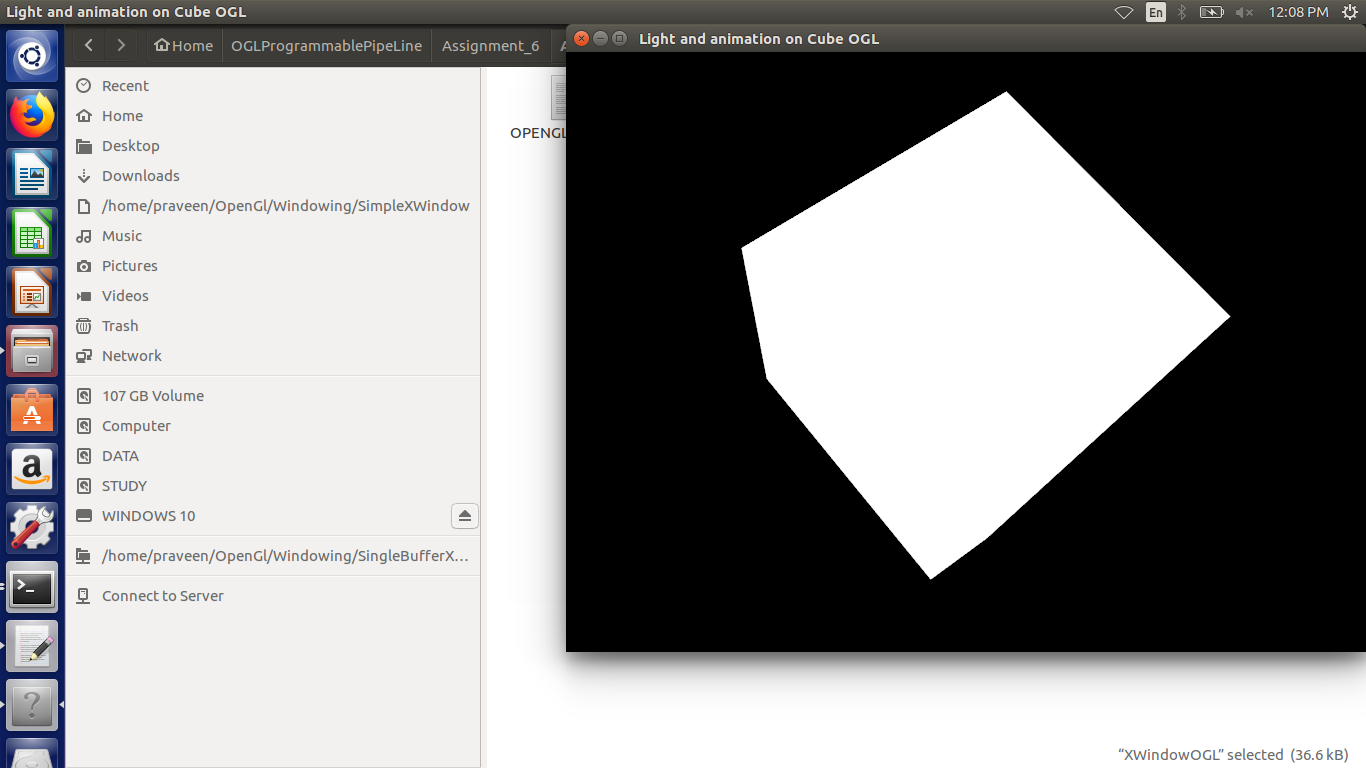 Light and animation on Cube OGL
En
12:08 PM
Home
OGLProgrammablePipeLine
Assignment_6
Light and animation on Cube OGL
Recent
Home
Desktop
Downloads
/home/praveen/OpenGl/Windowing/SimpleXWindow
Music
Pictures
Videos
Trash
Network
107 GB Volume
Computer
DATA
STUDY
WINDOWS 10
/home/praveen/OpenGl/Windowing/SingleBufferX...
Connect to Server
OPENGL
“XWindowOGL” selected (36.6 kB)